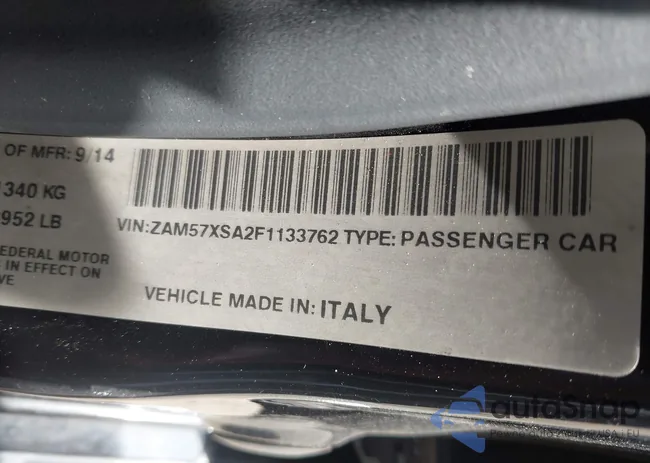 OF MFR: 9/14
340 KG
952 LB
VIN:ZAM57XSA2F1133762 TYPE: PASSENGER CAR
EDERAL MOTOR
IN EFFECT ON
VE
VEHICLE MADE IN: ITALY
autoSnap